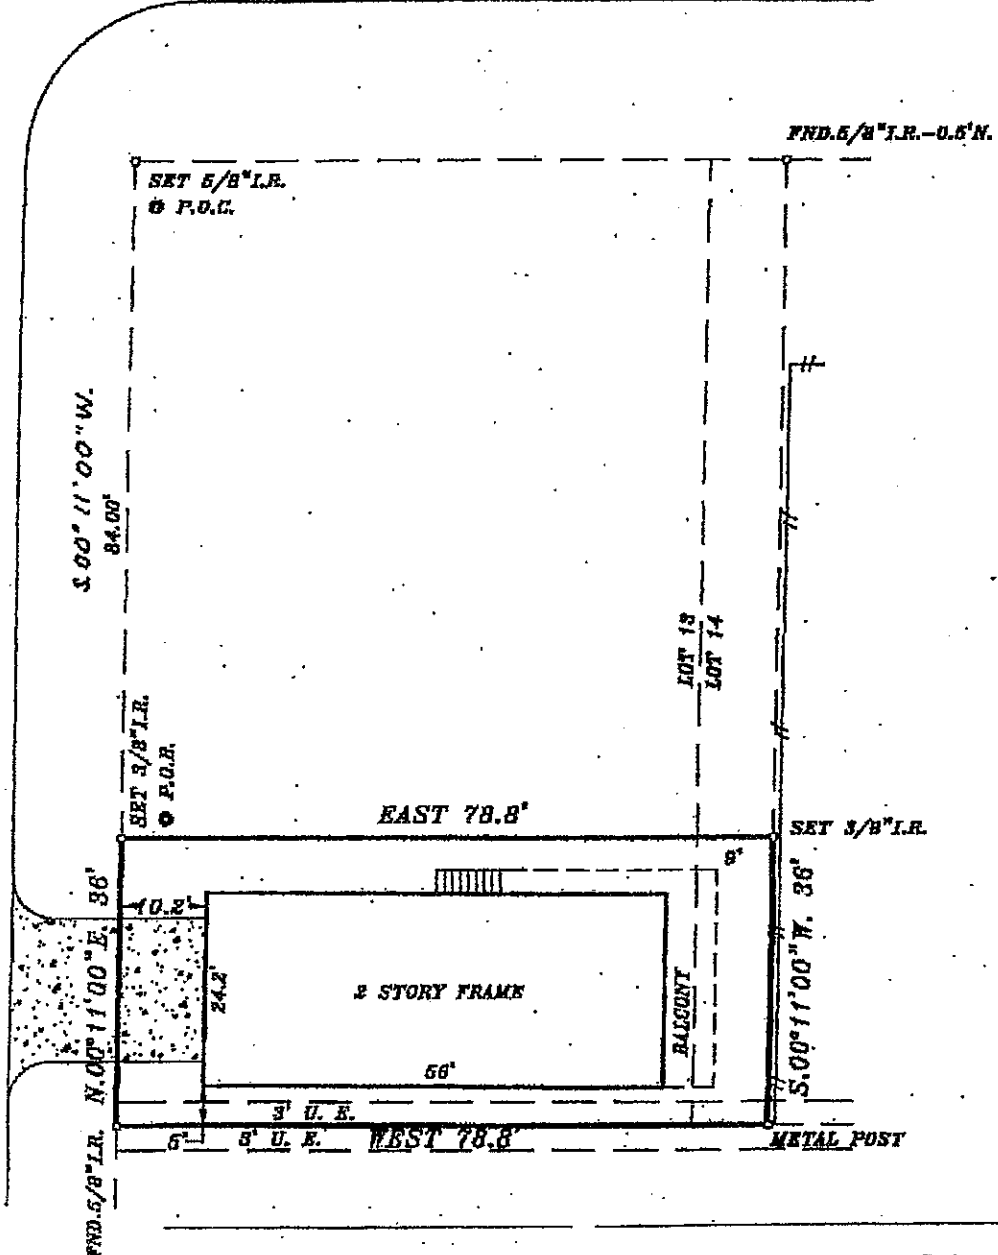 FND.5/8"I.R.-0.5'N.
SET 5/8"I.R.
@ P.O.C.
S.00°11'00"W.
84.00'
LOT 13
LOT 14
SET 3/8"I.R.
@ P.O.B.
EAST 78.8'
SET 3/8"I.R.
9'
N.00°11'00"E. 36'
10.2'
24.2'
2 STORY FRAME
BALCONY
S.00°11'00"W. 36'
56'
3' U. E.
5'
3' U. E.
WEST 78.8'
METAL POST
FND.5/8"I.R.